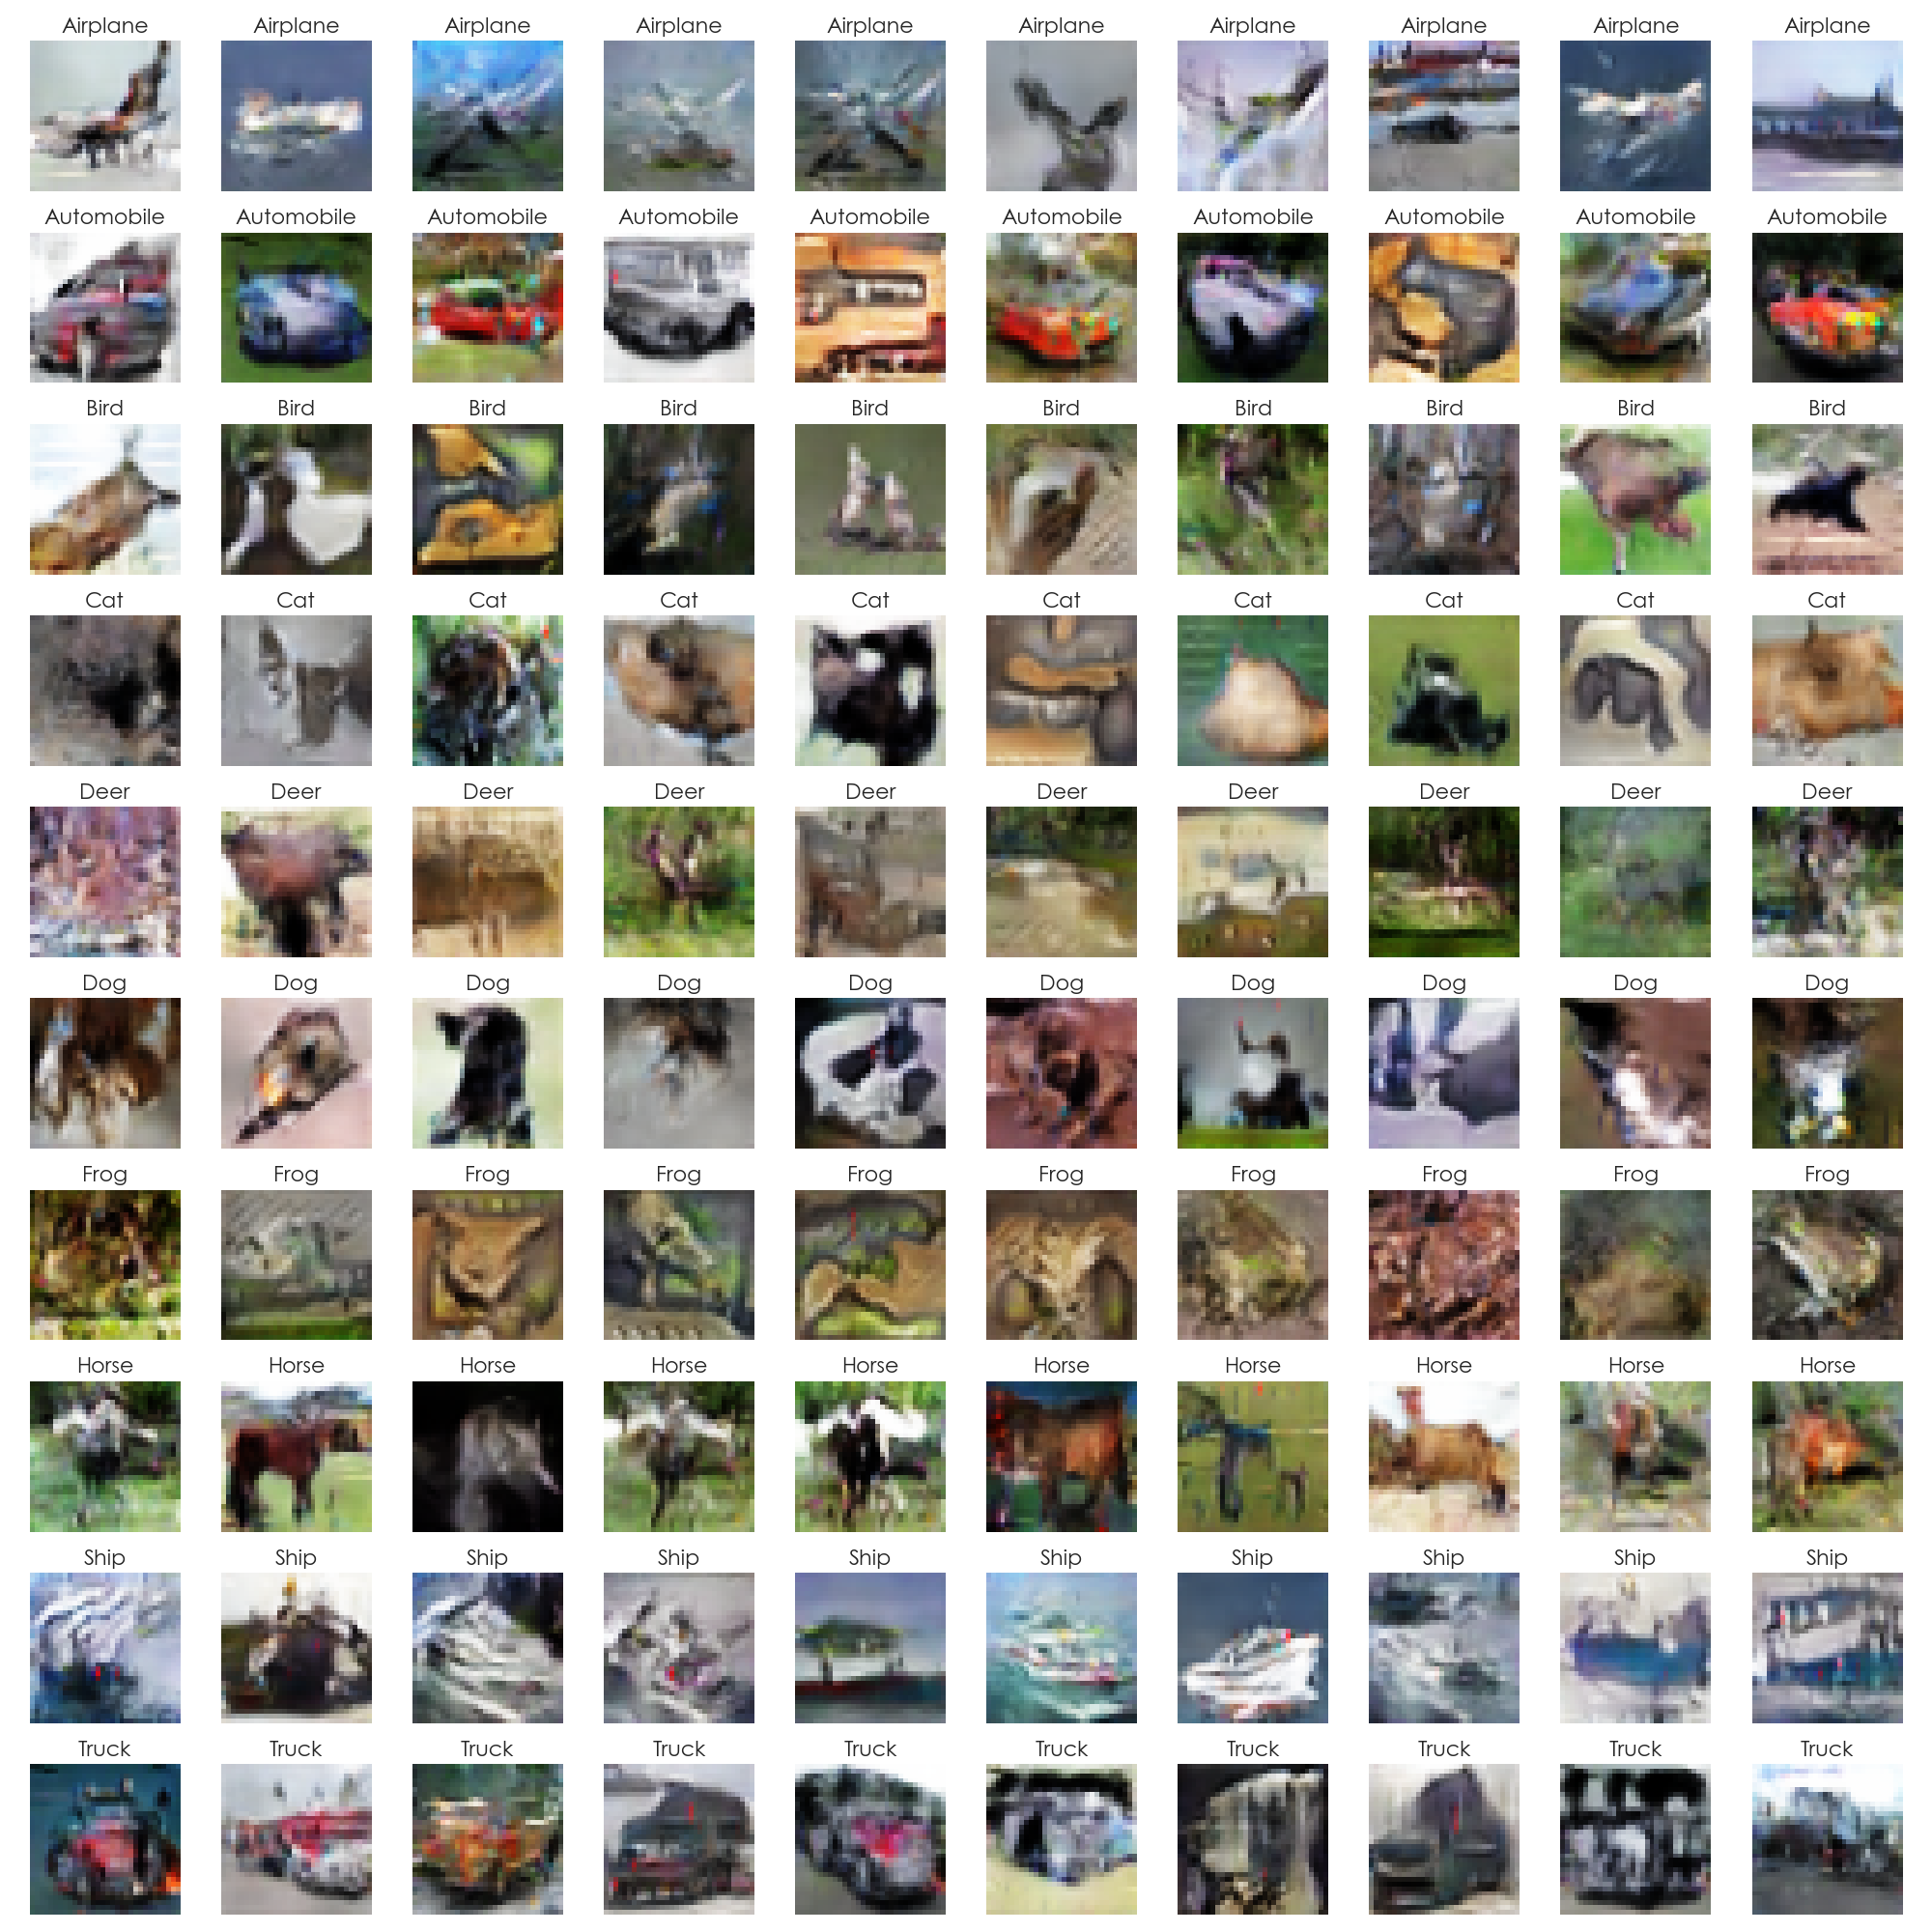 Airplane Airplane Airplane Airplane Airplane Airplane Airplane Airplane Airplane Airplane
Automobile Automobile Automobile Automobile Automobile Automobile Automobile Automobile Automobile Automobile
Bird Bird Bird Bird Bird Bird Bird Bird Bird Bird
Cat Cat Cat Cat Cat Cat Cat Cat Cat Cat
Deer Deer Deer Deer Deer Deer Deer Deer Deer Deer
Dog Dog Dog Dog Dog Dog Dog Dog Dog Dog
Frog Frog Frog Frog Frog Frog Frog Frog Frog Frog
Horse Horse Horse Horse Horse Horse Horse Horse Horse Horse
Ship Ship Ship Ship Ship Ship Ship Ship Ship Ship
Truck Truck Truck Truck Truck Truck Truck Truck Truck Truck